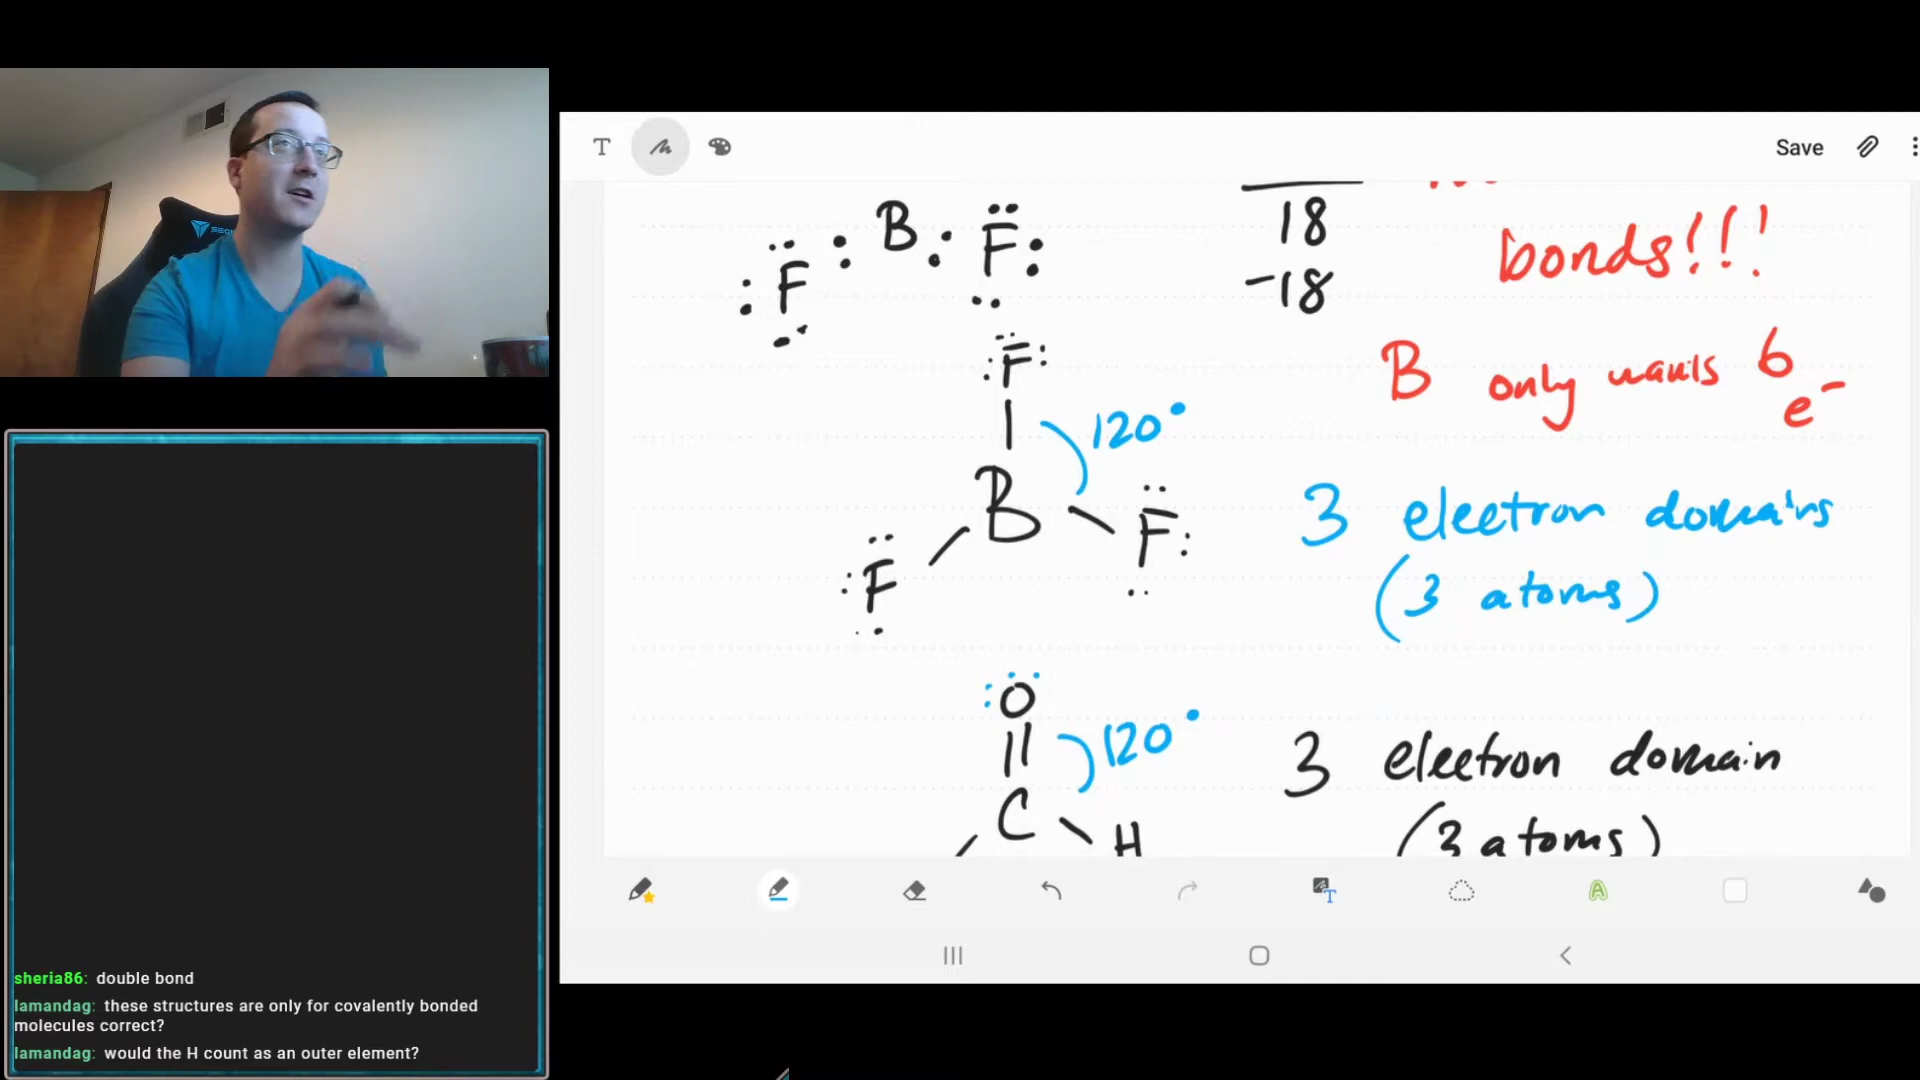 T
Save
B F
F
18
-18
bonds!!!
F
120°
B only wants 6
e-
B
F
F
3 electron domains
(3 atoms)
O
120°
3 electron domain
C
H
(3 atoms)
T
A
sheria86: double bond
lamandag: these structures are only for covalently bonded
molecules correct?
lamandag: would the H count as an outer element?